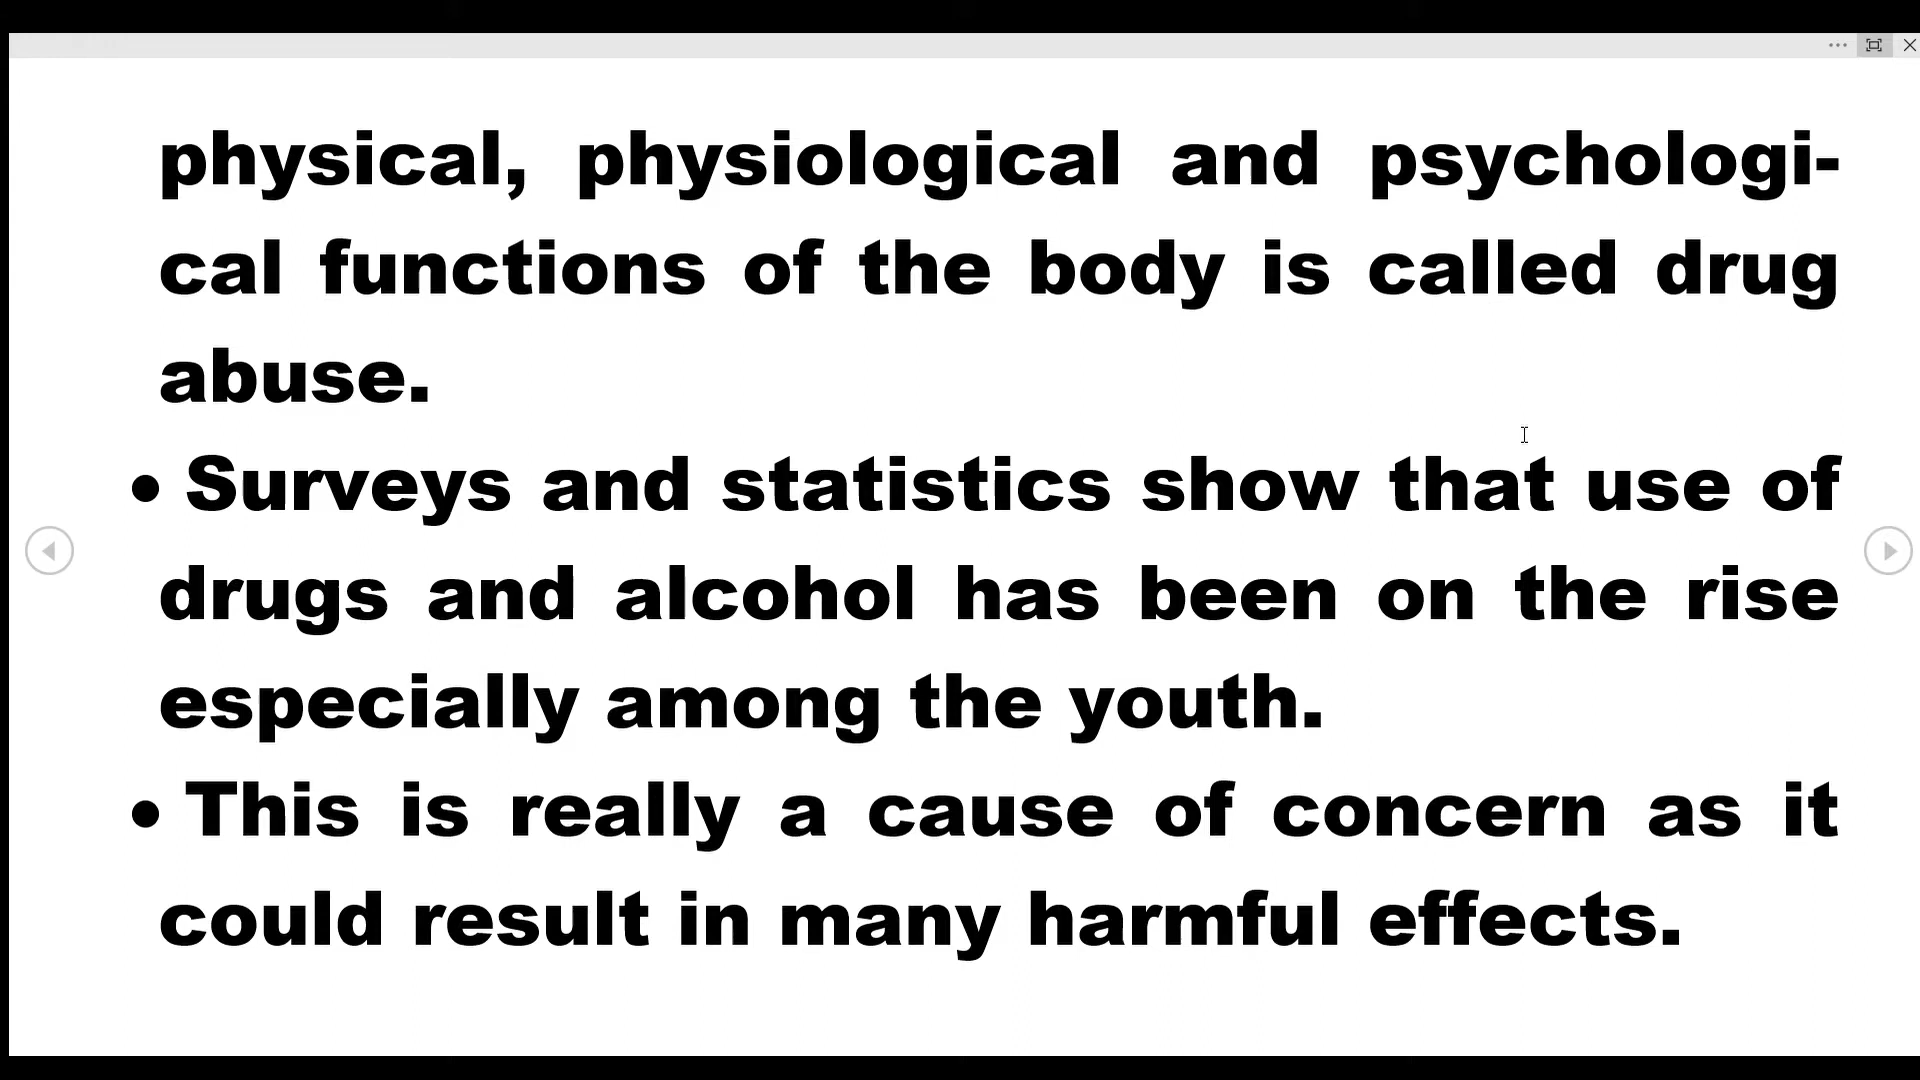 physical, physiological and psychologi-
cal functions of the body is called drug
abuse.
• Surveys and statistics show that use of
drugs and alcohol has been on the rise
especially among the youth.
• This is really a cause of concern as it
could result in many harmful effects.